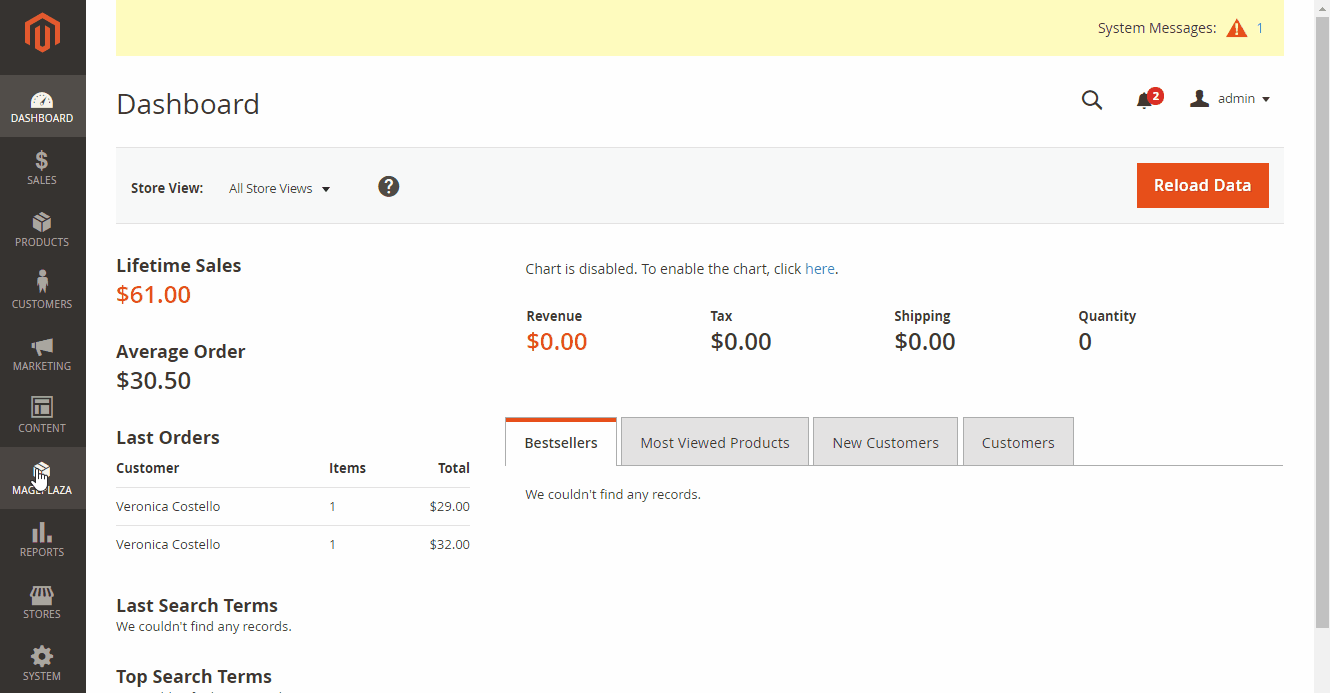 System Messages: 1
Dashboard
2
admin
DASHBOARD
SALES
PRODUCTS
CUSTOMERS
MARKETING
CONTENT
MAGEPLAZA
REPORTS
STORES
SYSTEM
Store View: All Store Views ?
Reload Data
Lifetime Sales
$61.00
Average Order
$30.50
Last Orders
Customer Items Total
Veronica Costello 1 $29.00
Veronica Costello 1 $32.00
Last Search Terms
We couldn't find any records.
Top Search Terms
Chart is disabled. To enable the chart, click here.
Revenue Tax Shipping Quantity
$0.00 $0.00 $0.00 0
Bestsellers Most Viewed Products New Customers Customers
We couldn't find any records.